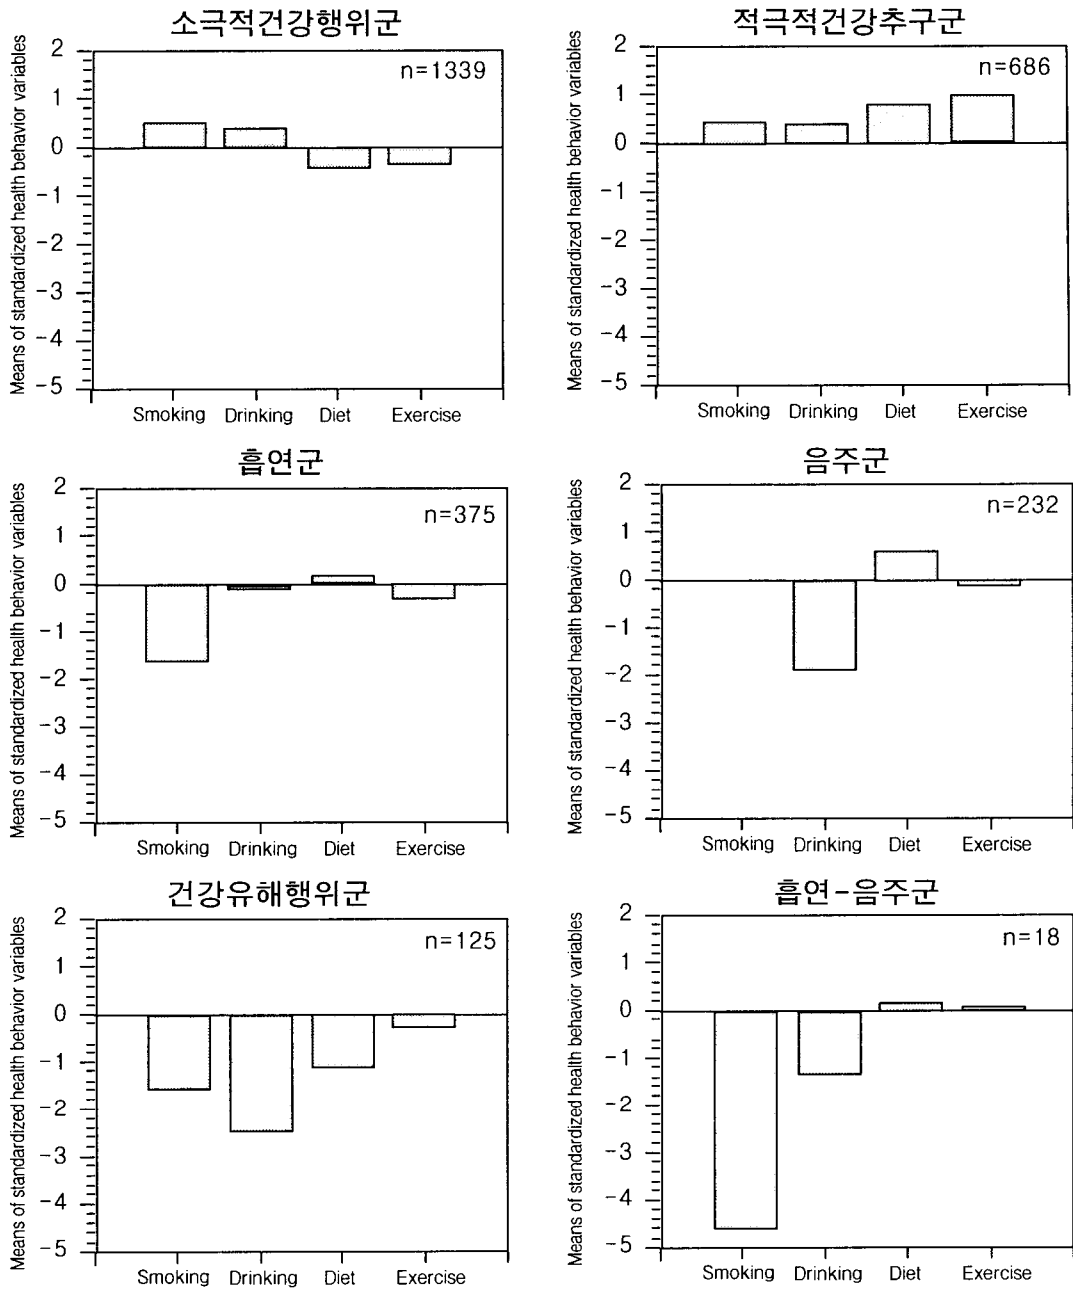 소극적건강행위군
Means of standardized health behavior variables
n=1339
2
1
0
-1
-2
-3
-4
-5
Smoking Drinking Diet Exercise
적극적건강추구군
Means of standardized health behavior variables
n=686
2
1
0
-1
-2
-3
-4
-5
Smoking Drinking Diet Exercise
흡연군
Means of standardized health behavior variables
n=375
2
1
0
-1
-2
-3
-4
-5
Smoking Drinking Diet Exercise
음주군
Means of standardized health behavior variables
n=232
2
1
0
-1
-2
-3
-4
-5
Smoking Drinking Diet Exercise
건강유해행위군
Means of standardized health behavior variables
n=125
2
1
0
-1
-2
-3
-4
-5
Smoking Drinking Diet Exercise
흡연-음주군
Means of standardized health behavior variables
n=18
2
1
0
-1
-2
-3
-4
-5
Smoking Drinking Diet Exercise